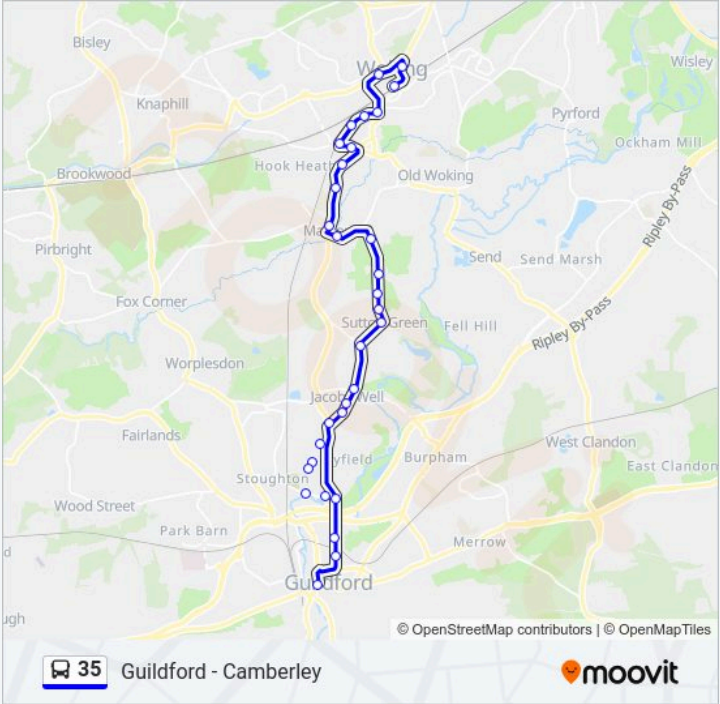 Bisley
Wisley
Knaphill
Pyrford
Ockham Mill
Hook Heath
Brookwood
Old Woking
Ripley By-Pass
Pirbright
Send
Send Marsh
Fox Corner
Sutton Green
Fell Hill
Ripley By-Pass
Worplesdon
Jacobs Well
Fairlands
West Clandon
Burpham
East Clandon
Stoughton
Wood Street
Park Barn
Merrow
Guildford
© OpenStreetMap contributors | © OpenMapTiles
35 Guildford - Camberley
moovit